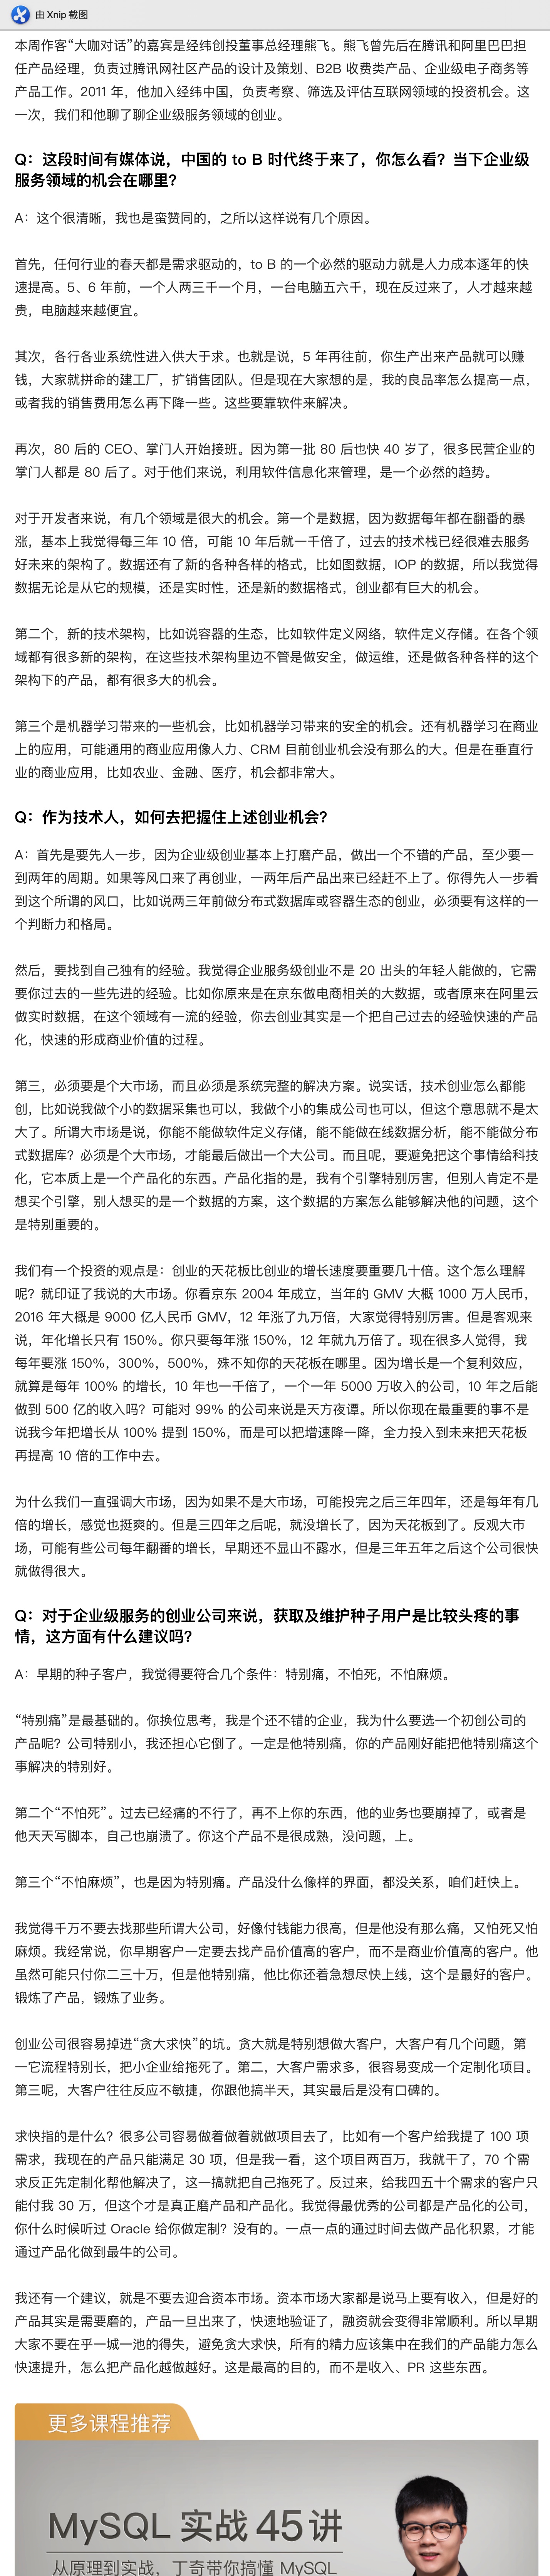 由 Xnip 截图
本周作客“大咖对话”的嘉宾是经纬创投董事总经理熊飞。熊飞曾先后在腾讯和阿里巴巴担
任产品经理，负责过腾讯网社区产品的设计及策划、B2B 收费类产品、企业级电子商务等
产品工作。2011 年，他加入经纬中国，负责考察、筛选及评估互联网领域的投资机会。这
一次，我们和他聊了聊企业级服务领域的创业。
Q：这段时间有媒体说，中国的 to B 时代终于来了，你怎么看？当下企业级
服务领域的机会在哪里？
A：这个很清晰，我也是蛮赞同的，之所以这样说有几个原因。
首先，任何行业的春天都是需求驱动的，to B 的一个必然的驱动力就是人力成本逐年的快
速提高。5、6 年前，一个人两三千一个月，一台电脑五六千，现在反过来了，人才越来越
贵，电脑越来越便宜。
其次，各行各业系统性进入供大于求。也就是说，5 年再往前，你生产出来产品就可以赚
钱，大家就拼命的建工厂，扩销售团队。但是现在大家想的是，我的良品率怎么提高一点，
或者我的销售费用怎么再下降一些。这些要靠软件来解决。
再次，80 后的 CEO、掌门人开始接班。因为第一批 80 后也快 40 岁了，很多民营企业的
掌门人都是 80 后了。对于他们来说，利用软件信息化来管理，是一个必然的趋势。
对于开发者来说，有几个领域是很大的机会。第一个是数据，因为数据每年都在翻番的暴
涨，基本上我觉得每三年 10 倍，可能 10 年后就一千倍了，过去的技术栈已经很难去服务
好未来的架构了。数据还有了新的各种各样的格式，比如图数据，IOP 的数据，所以我觉得
数据无论是从它的规模，还是实时性，还是新的数据格式，创业都有巨大的机会。
第二个，新的技术架构，比如说容器的生态，比如软件定义网络，软件定义存储。在各个领
域都有很多新的架构，在这些技术架构里边不管是做安全，做运维，还是做各种各样的这个
架构下的产品，都有很多大的机会。
第三个是机器学习带来的一些机会，比如机器学习带来的安全的机会。还有机器学习在商业
上的应用，可能通用的商业应用像人力、CRM 目前创业机会没有那么的大。但是在垂直行
业的商业应用，比如农业、金融、医疗，机会都非常大。
Q：作为技术人，如何去把握住上述创业机会？
A：首先是要先人一步，因为企业级创业基本上打磨产品，做出一个不错的产品，至少要一
到两年的周期。如果等风口来了再创业，一两年后产品出来已经赶不上了。你得先人一步看
到这个所谓的风口，比如说两三年前做分布式数据库或容器生态的创业，必须要有这样的一
个判断力和格局。
然后，要找到自己独有的经验。我觉得企业服务级创业不是 20 出头的年轻人能做的，它需
要你过去的一些先进的经验。比如你原来是在京东做电商相关的大数据，或者原来在阿里云
做实时数据，在这个领域有一流的经验，你去创业其实是一个把自己过去的经验快速的产品
化，快速的形成商业价值的过程。
第三，必须要是个大市场，而且必须是系统完整的解决方案。说实话，技术创业怎么都能
创，比如说我做个小的数据采集也可以，我做个小的集成公司也可以，但这个意思就不是太
大了。所谓大市场是说，你能不能做软件定义存储，能不能做在线数据分析，能不能做分布
式数据库？必须是个大市场，才能最后做出一个大公司。而且呢，要避免把这个事情给科技
化，它本质上是一个产品化的东西。产品化指的是，我有个引擎特别厉害，但别人肯定不是
想买个引擎，别人想买的是一个数据的方案，这个数据的方案怎么能够解决他的问题，这个
是特别重要的。
我们有一个投资的观点是：创业的天花板比创业的增长速度要重要几十倍。这个怎么理解
呢？就印证了我说的大市场。你看京东 2004 年成立，当年的 GMV 大概 1000 万人民币，
2016 年大概是 9000 亿人民币 GMV，12 年涨了九万倍，大家觉得特别厉害。但是客观来
说，年化增长只有 150%。你只要每年涨 150%，12 年就九万倍了。现在很多人觉得，我
每年要涨 150%，300%，500%，殊不知你的天花板在哪里。因为增长是一个复利效应，
就算是每年 100% 的增长，10 年也一千倍了，一个一年 5000 万收入的公司，10 年之后能
做到 500 亿的收入吗？可能对 99% 的公司来说是天方夜谭。所以你现在最重要的事不是
说我今年把增长从 100% 提到 150%，而是可以把增速降一降，全力投入到未来把天花板
再提高 10 倍的工作中去。
为什么我们一直强调大市场，因为如果不是大市场，可能投完之后三年四年，还是每年有几
倍的增长，感觉也挺爽的。但是三四年之后呢，就没增长了，因为天花板到了。反观大市
场，可能有些公司每年翻番的增长，早期还不显山不露水，但是三年五年之后这个公司很快
就做得很大。
Q：对于企业级服务的创业公司来说，获取及维护种子用户是比较头疼的事
情，这方面有什么建议吗？
A：早期的种子客户，我觉得要符合几个条件：特别痛，不怕死，不怕麻烦。
“特别痛”是最基础的。你换位思考，我是个还不错的企业，我为什么要选一个初创公司的
产品呢？公司特别小，我还担心它倒了。一定是他特别痛，你的产品刚好能把他特别痛这个
事解决的特别好。
第二个“不怕死”。过去已经痛的不行了，再不上你的东西，他的业务也要崩掉了，或者是
他天天写脚本，自己也崩溃了。你这个产品不是很成熟，没问题，上。
第三个“不怕麻烦”，也是因为特别痛。产品没什么像样的界面，都没关系，咱们赶快上。
我觉得千万不要去找那些所谓大公司，好像付钱能力很高，但是他没有那么痛，又怕死又怕
麻烦。我经常说，你早期客户一定要去找产品价值高的客户，而不是商业价值高的客户。他
虽然可能只付你二三十万，但是他特别痛，他比你还着急想尽快上线，这个是最好的客户。
锻炼了产品，锻炼了业务。
创业公司很容易掉进“贪大求快”的坑。贪大就是特别想做大客户，大客户有几个问题，第
一它流程特别长，把小企业给拖死了。第二，大客户需求多，很容易变成一个定制化项目。
第三呢，大客户往往反应不敏捷，你跟他搞半天，其实最后是没有口碑的。
求快指的是什么？很多公司容易做着做着就做项目去了，比如有一个客户给我提了 100 项
需求，我现在的产品只能满足 30 项，但是我一看，这个项目两百万，我就干了，70 个需
求反正先定制化帮他解决了，这一搞就把自己拖死了。反过来，给我四五十个需求的客户只
能付我 30 万，但这个才是真正磨产品和产品化。我觉得最优秀的公司都是产品化的公司，
你什么时候听过 Oracle 给你做定制？没有的。一点一点的通过时间去做产品化积累，才能
通过产品化做到最牛的公司。
我还有一个建议，就是不要去迎合资本市场。资本市场大家都是说马上要有收入，但是好的
产品其实是需要磨的，产品一旦出来了，快速地验证了，融资就会变得非常顺利。所以早期
大家不要在乎一城一池的得失，避免贪大求快，所有的精力应该集中在我们的产品能力怎么
快速提升，怎么把产品化越做越好。这是最高的目的，而不是收入、PR 这些东西。
更多课程推荐
MySQL 实战 45 讲
从原理到实战，丁奇带你搞懂 MySQL